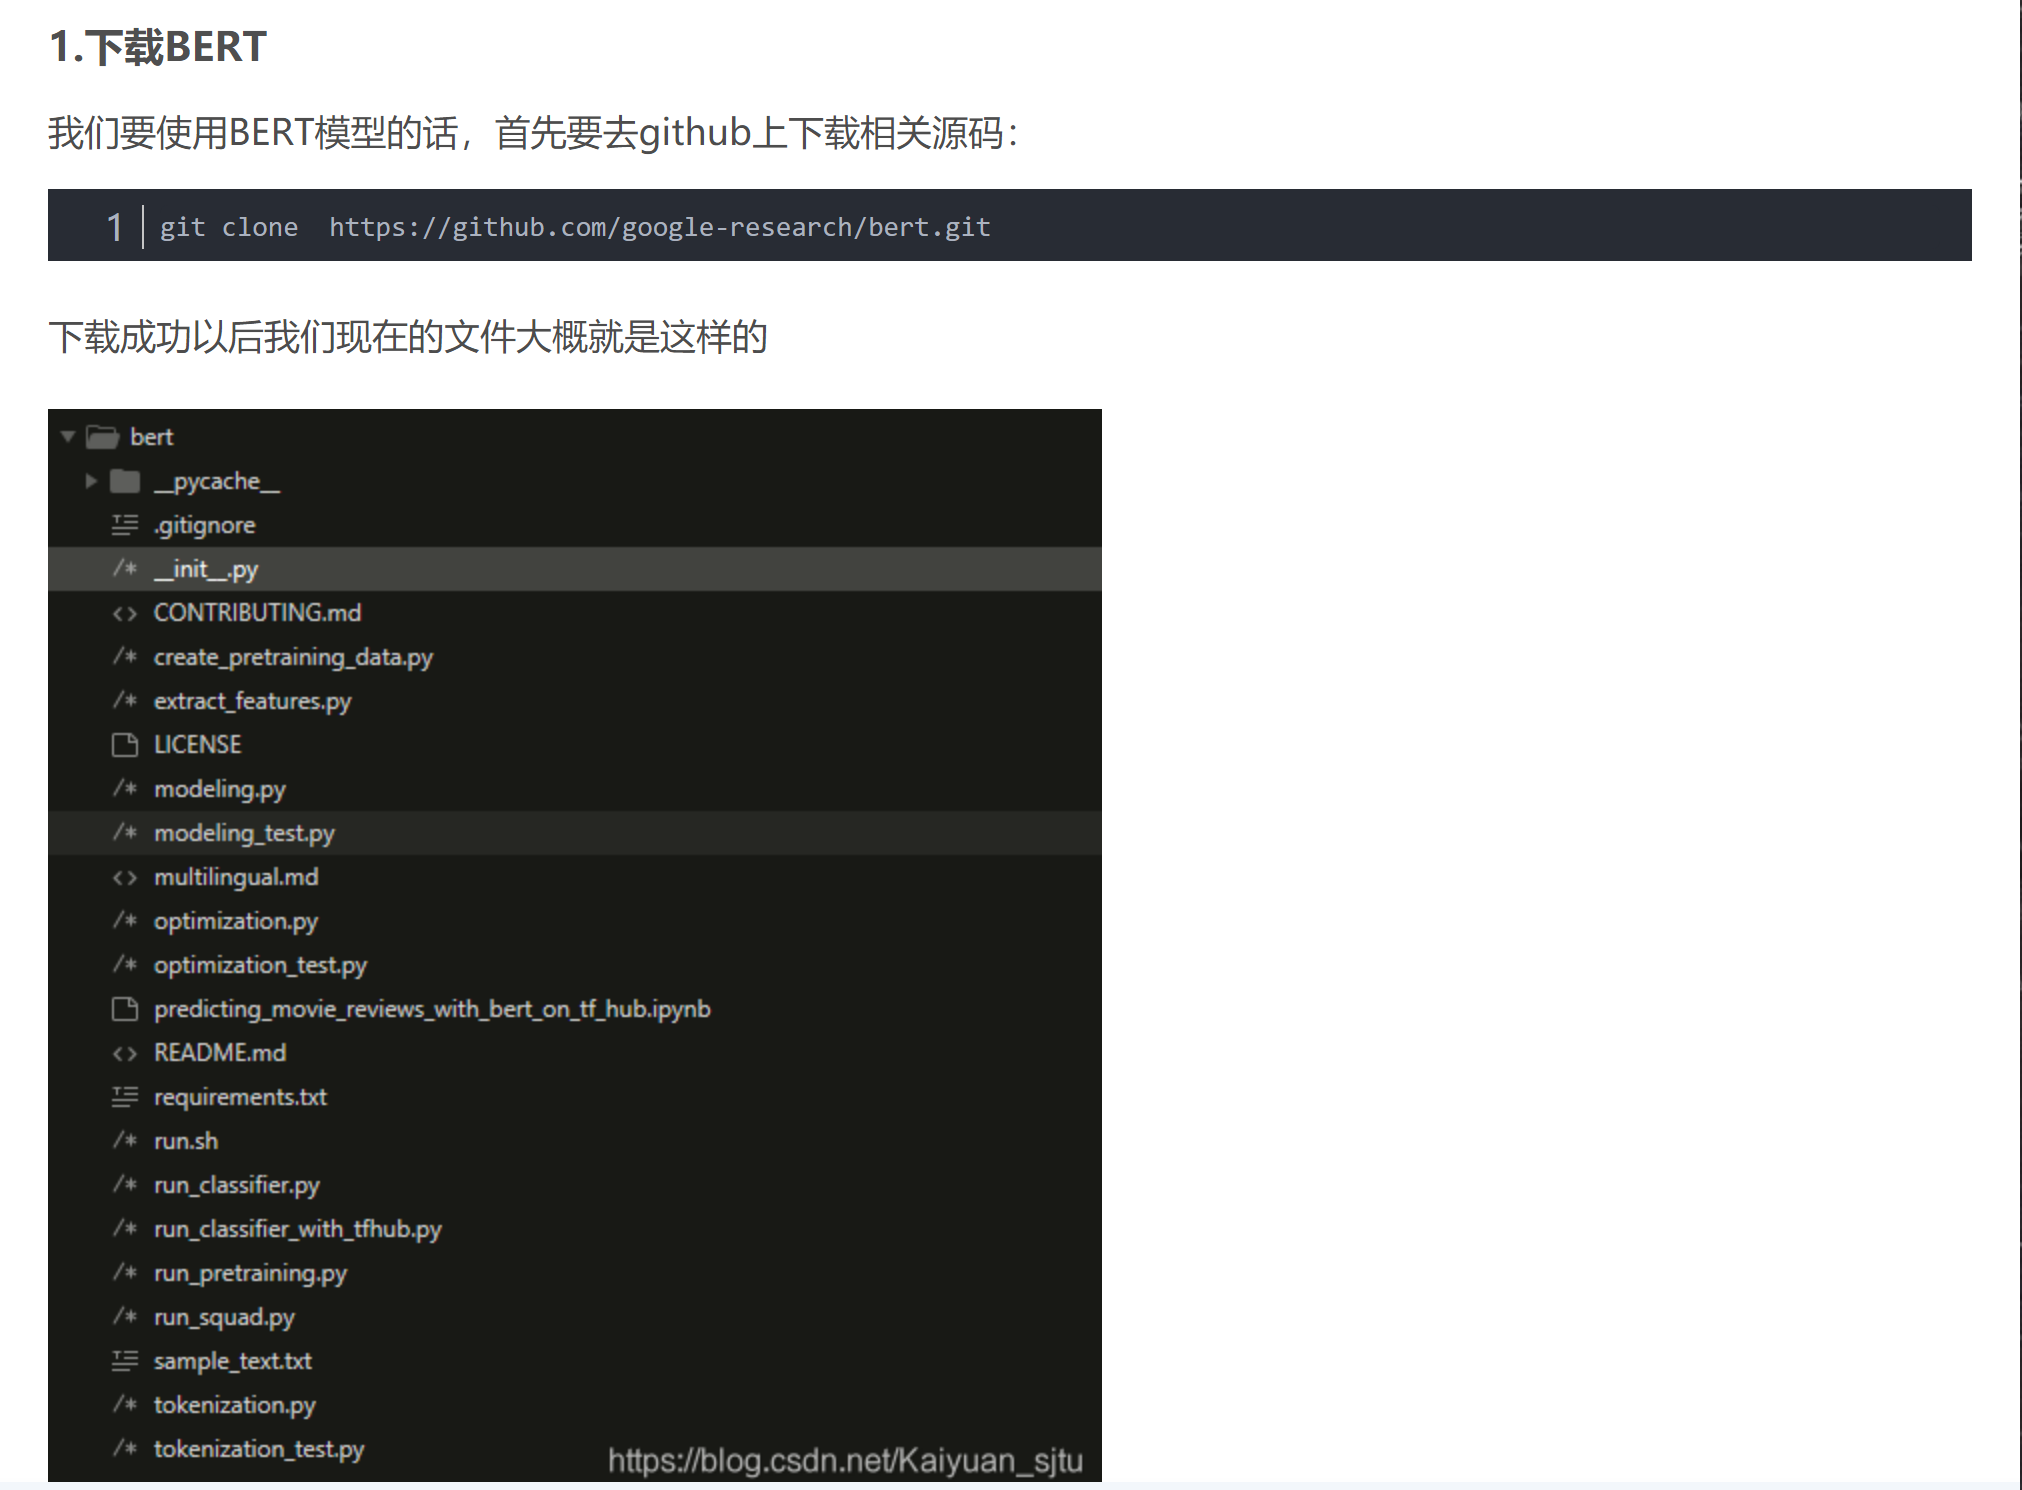 1.下载BERT
我们要使用BERT模型的话，首先要去github上下载相关源码：
1 git clone  https://github.com/google-research/bert.git
下载成功以后我们现在的文件大概就是这样的
bert
__pycache__
.gitignore
/* __init__.py
<> CONTRIBUTING.md
/* create_pretraining_data.py
/* extract_features.py
LICENSE
/* modeling.py
/* modeling_test.py
<> multilingual.md
/* optimization.py
/* optimization_test.py
predicting_movie_reviews_with_bert_on_tf_hub.ipynb
<> README.md
requirements.txt
/* run.sh
/* run_classifier.py
/* run_classifier_with_tfhub.py
/* run_pretraining.py
/* run_squad.py
sample_text.txt
/* tokenization.py
/* tokenization_test.py
https://blog.csdn.net/Kaiyuan_sjtu